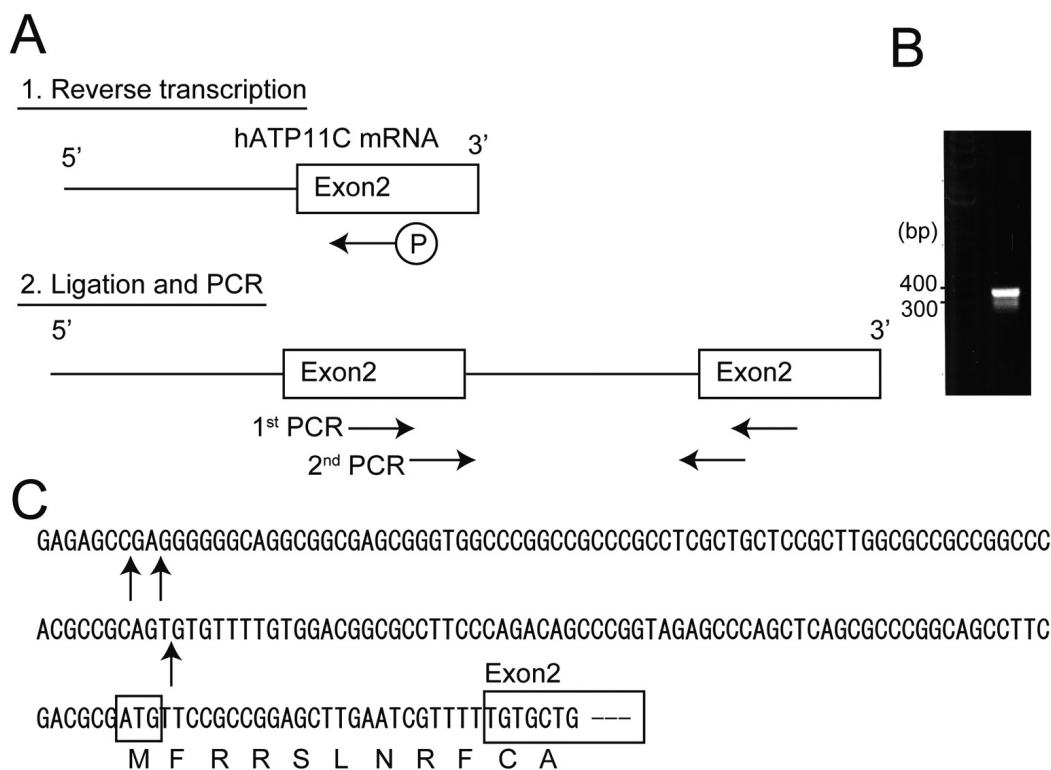 A
B
1. Reverse transcription
hATP11C mRNA
5’
3’
Exon2
P
2. Ligation and PCR
5’
3’
Exon2
Exon2
1st PCR
2nd PCR
(bp)
400
300
C
GAGAGCCGAGGGGGGCAGGCGGCGAGCGGGTGGCCCGGCCGCCCGCCTCGCTGCTCCGCTTGGCGCCGCCGGCCC
ACGCCGCAGTGTGTTTTGTGGACGGCGCCTTCCCAGACAGCCCGGTAGAGCCCAGCTCAGCGCCCGGCAGCCTTC
Exon2
GACGCGATGTTCCGCCGGAGCTTGAATCGTTTTTGTGCTG ---
M F R R S L N R F C A